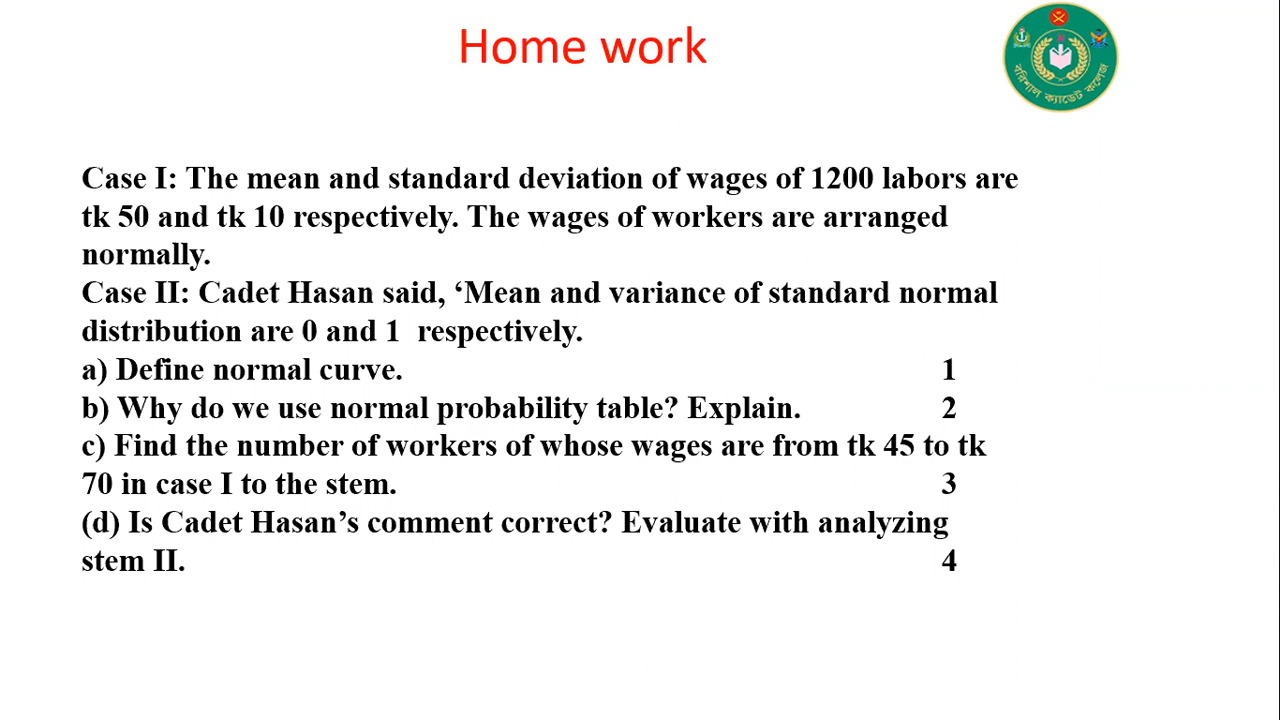 Home work
বরিশাল ক্যাডেট কলেজ
Case I: The mean and standard deviation of wages of 1200 labors are
tk 50 and tk 10 respectively. The wages of workers are arranged
normally.
Case II: Cadet Hasan said, ‘Mean and variance of standard normal
distribution are 0 and 1 respectively.
a) Define normal curve. 1
b) Why do we use normal probability table? Explain. 2
c) Find the number of workers of whose wages are from tk 45 to tk
70 in case I to the stem. 3
(d) Is Cadet Hasan’s comment correct? Evaluate with analyzing
stem II. 4